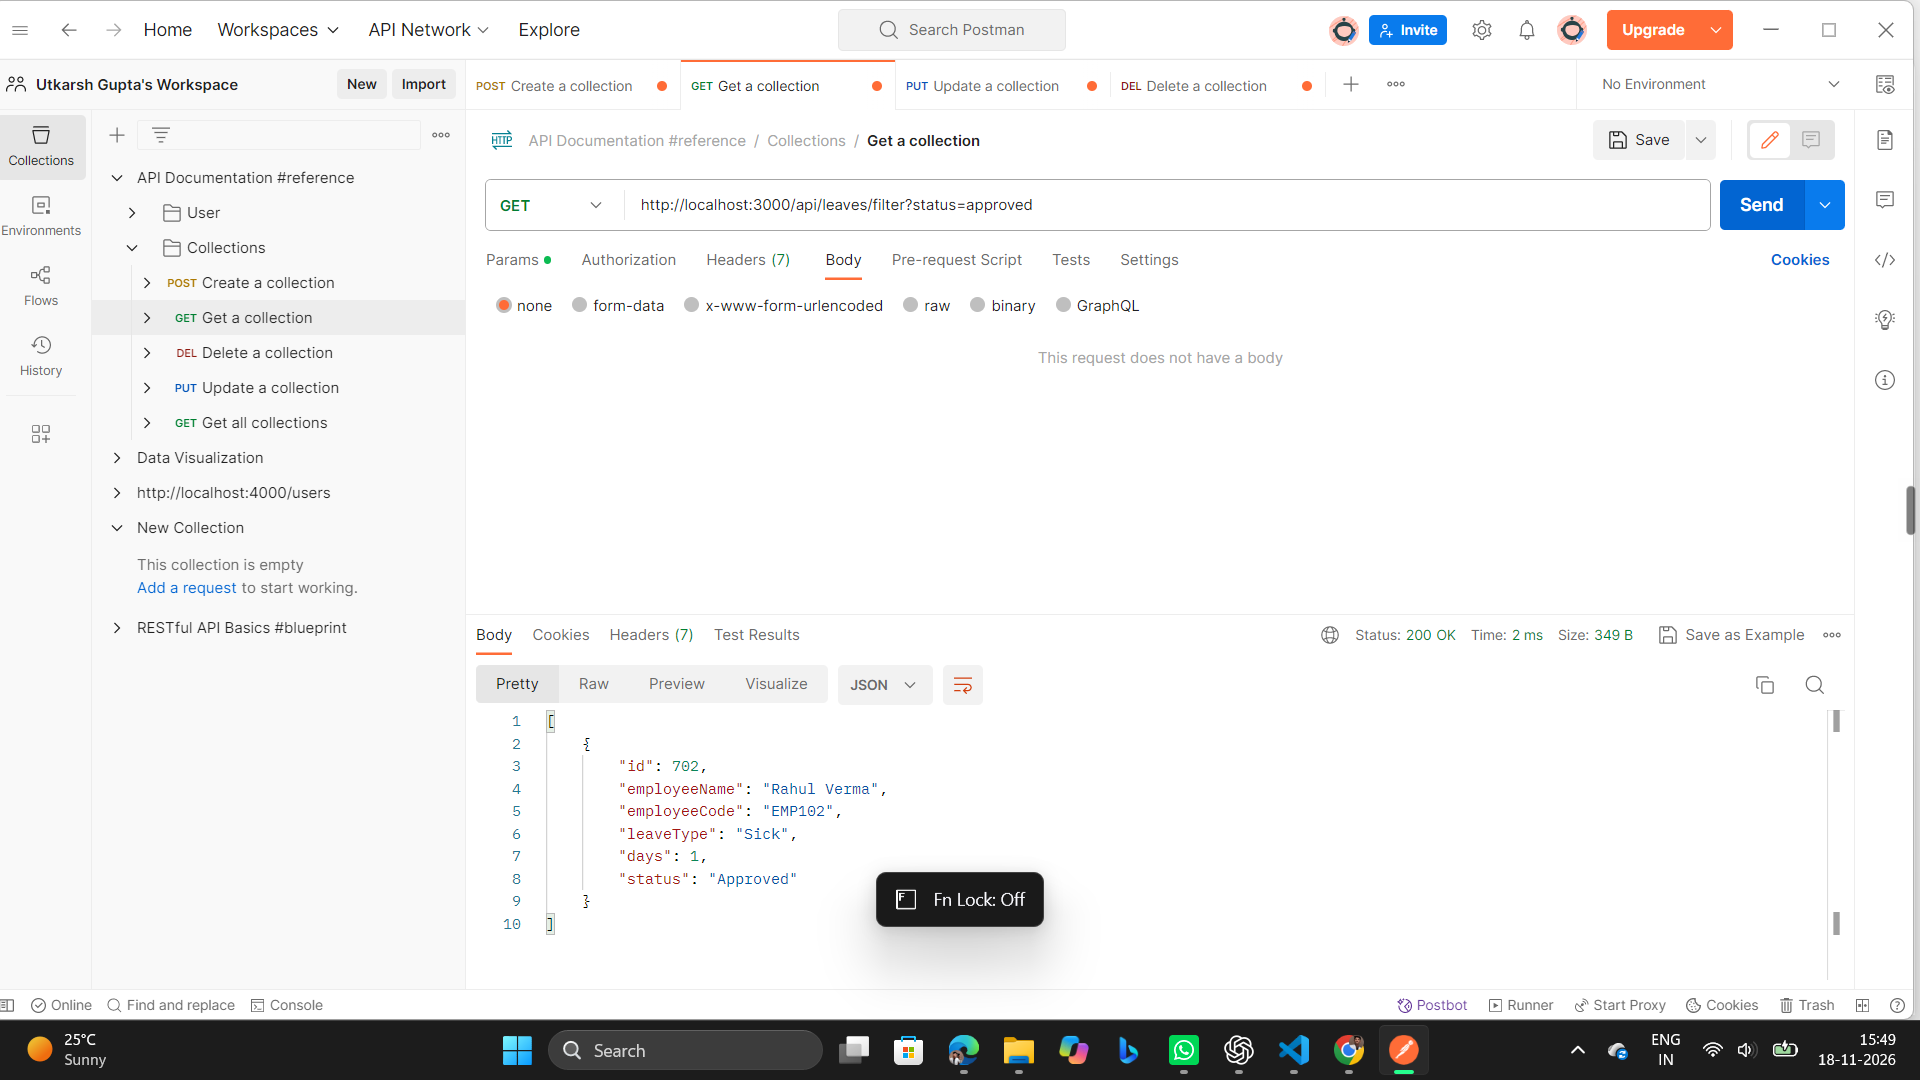 Home Workspaces API Network Explore Search Postman Invite Upgrade
Utkarsh Gupta's Workspace New Import
POST Create a collection GET Get a collection PUT Update a collection DEL Delete a collection No Environment
Collections
Environments
Flows
History
API Documentation #reference
User
Collections
POST Create a collection
GET Get a collection
DEL Delete a collection
PUT Update a collection
GET Get all collections
Data Visualization
http://localhost:4000/users
New Collection
This collection is empty
Add a request to start working.
RESTful API Basics #blueprint
HTTP API Documentation #reference / Collections / Get a collection Save
GET http://localhost:3000/api/leaves/filter?status=approved Send
Params Authorization Headers (7) Body Pre-request Script Tests Settings Cookies
none form-data x-www-form-urlencoded raw binary GraphQL
This request does not have a body
Body Cookies Headers (7) Test Results Status: 200 OK Time: 2 ms Size: 349 B Save as Example
Pretty Raw Preview Visualize JSON
1 [
2 {
3 "id": 702,
4 "employeeName": "Rahul Verma",
5 "employeeCode": "EMP102",
6 "leaveType": "Sick",
7 "days": 1,
8 "status": "Approved"
9 }
10 ]
F Fn Lock: Off
Online Find and replace Console Postbot Runner Start Proxy Cookies Trash
25°C
Sunny
Search
ENG
IN
15:49
18-11-2026